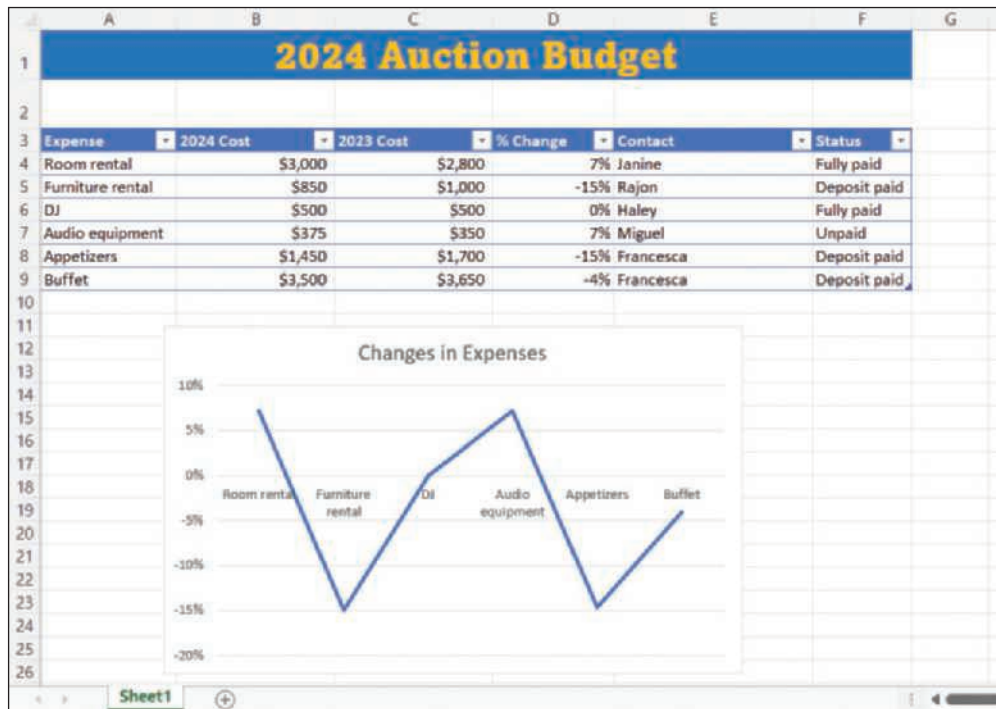 A B C D E F G
1 2024 Auction Budget
2
3 Expense 2024 Cost 2023 Cost % Change Contact Status
4 Room rental $3,000 $2,800 7% Janine Fully paid
5 Furniture rental $850 $1,000 -15% Rajon Deposit paid
6 DJ $500 $500 0% Haley Fully paid
7 Audio equipment $375 $350 7% Miguel Unpaid
8 Appetizers $1,450 $1,700 -15% Francesca Deposit paid
9 Buffet $3,500 $3,650 -4% Francesca Deposit paid
10
11
12
13
14
15
16
17
18
19
20
21
22
23
24
25
26
Changes in Expenses
10%
5%
0%
Room rental Furniture DJ Audio Appetizers Buffet
rental equipment
-5%
-10%
-15%
-20%
Sheet1